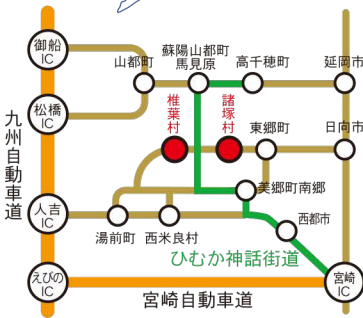 御船
IC
山都町
蘇陽山都町
馬見原
高千穂町
延岡市
松橋
IC
椎葉村
諸塚村
東郷町
日向市
九州自動車道
人吉
IC
美郷町南郷
湯前町
西米良村
西都市
ひむか神話街道
えびの
IC
宮崎自動車道
宮崎
IC